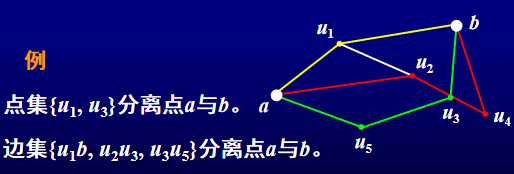 例
点集{u₁, u₃}分离点a与b。
边集{u₁b, u₂u₃, u₃u₅}分离点a与b。
u₁
b
u₂
a
u₃
u₄
u₅